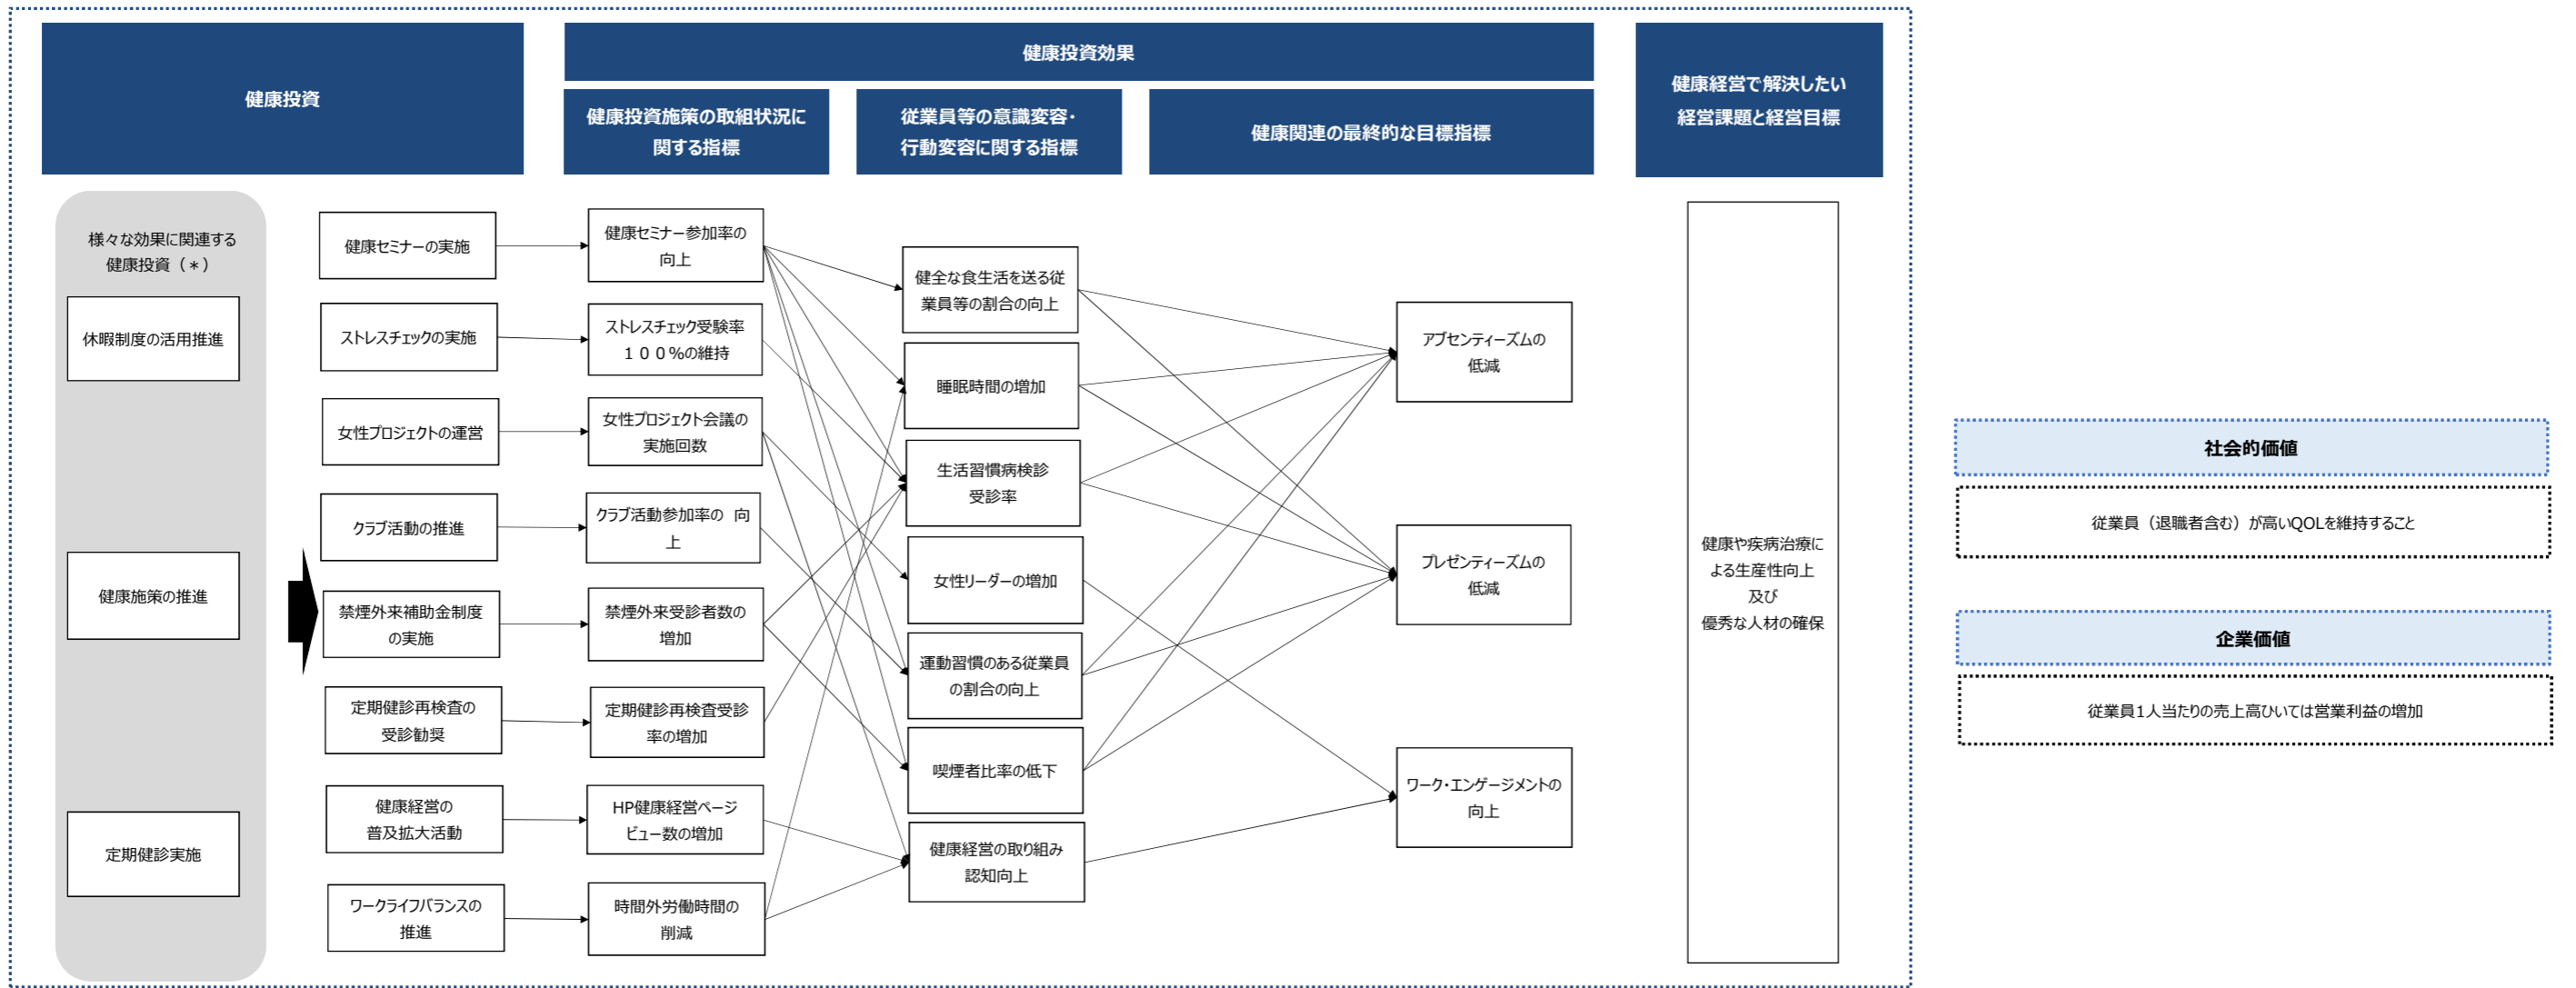 健康投資
健康投資効果
健康経営で解決したい
経営課題と経営目標
健康投資施策の取組状況に
関する指標
従業員等の意識変容・
行動変容に関する指標
健康関連の最終的な目標指標
様々な効果に関連する
健康投資（＊）
休暇制度の活用推進
健康施策の推進
定期健診実施
健康セミナーの実施
ストレスチェックの実施
女性プロジェクトの運営
クラブ活動の推進
禁煙外来補助金制度
の実施
定期健診再検査の
受診勧奨
健康経営の
普及拡大活動
ワークライフバランスの
推進
健康セミナー参加率の
向上
ストレスチェック受験率
１００％の維持
女性プロジェクト会議の
実施回数
クラブ活動参加率の 向
上
禁煙外来受診者数の
増加
定期健診再検査受診
率の増加
HP健康経営ページ
ビュー数の増加
時間外労働時間の
削減
健全な食生活を送る従
業員等の割合の向上
睡眠時間の増加
生活習慣病検診
受診率
女性リーダーの増加
運動習慣のある従業員
の割合の向上
喫煙者比率の低下
健康経営の取り組み
認知向上
アブセンティーズムの
低減
プレゼンティーズムの
低減
ワーク・エンゲージメントの
向上
健康や疾病治療に
よる生産性向上
及び
優秀な人材の確保
社会的価値
従業員（退職者含む）が高いQOLを維持すること
企業価値
従業員1人当たりの売上高ひいては営業利益の増加